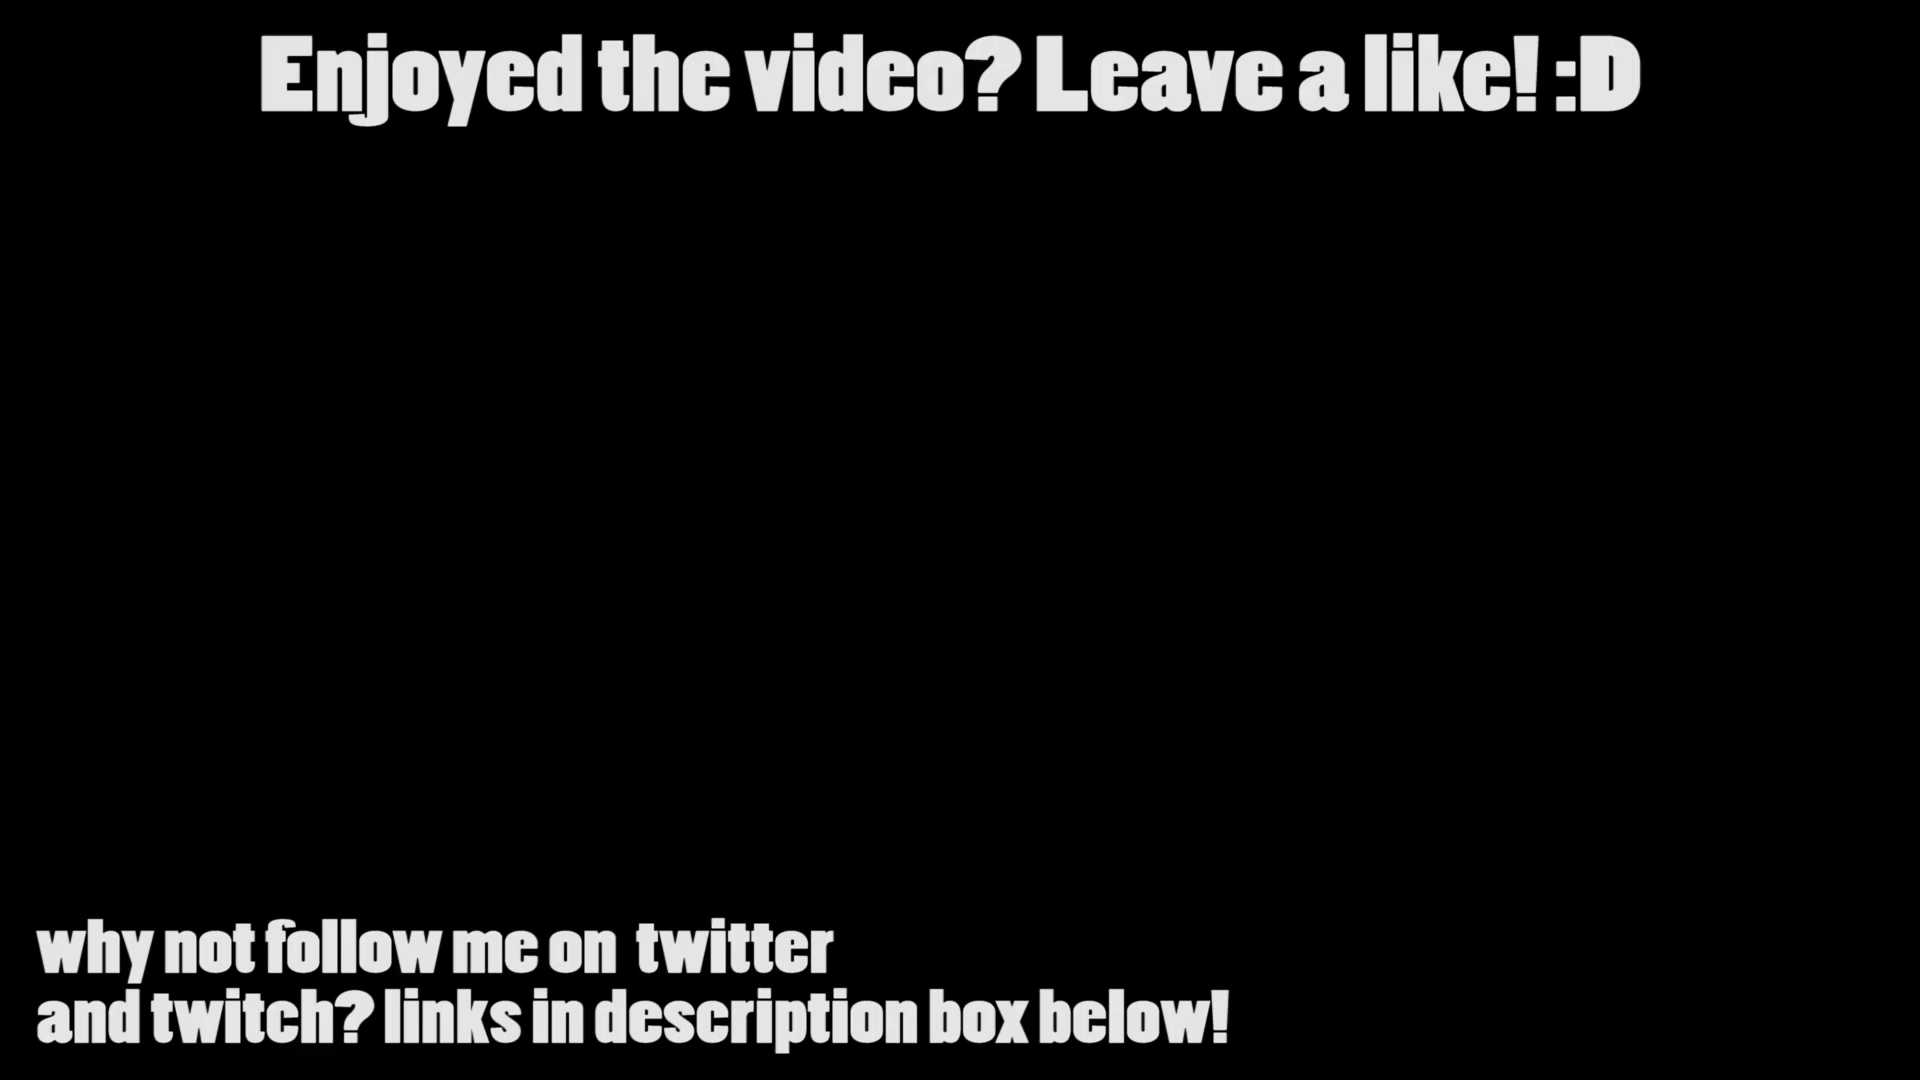 Enjoyed the video? Leave a like! :D
why not follow me on twitter
and twitch? links in description box below!